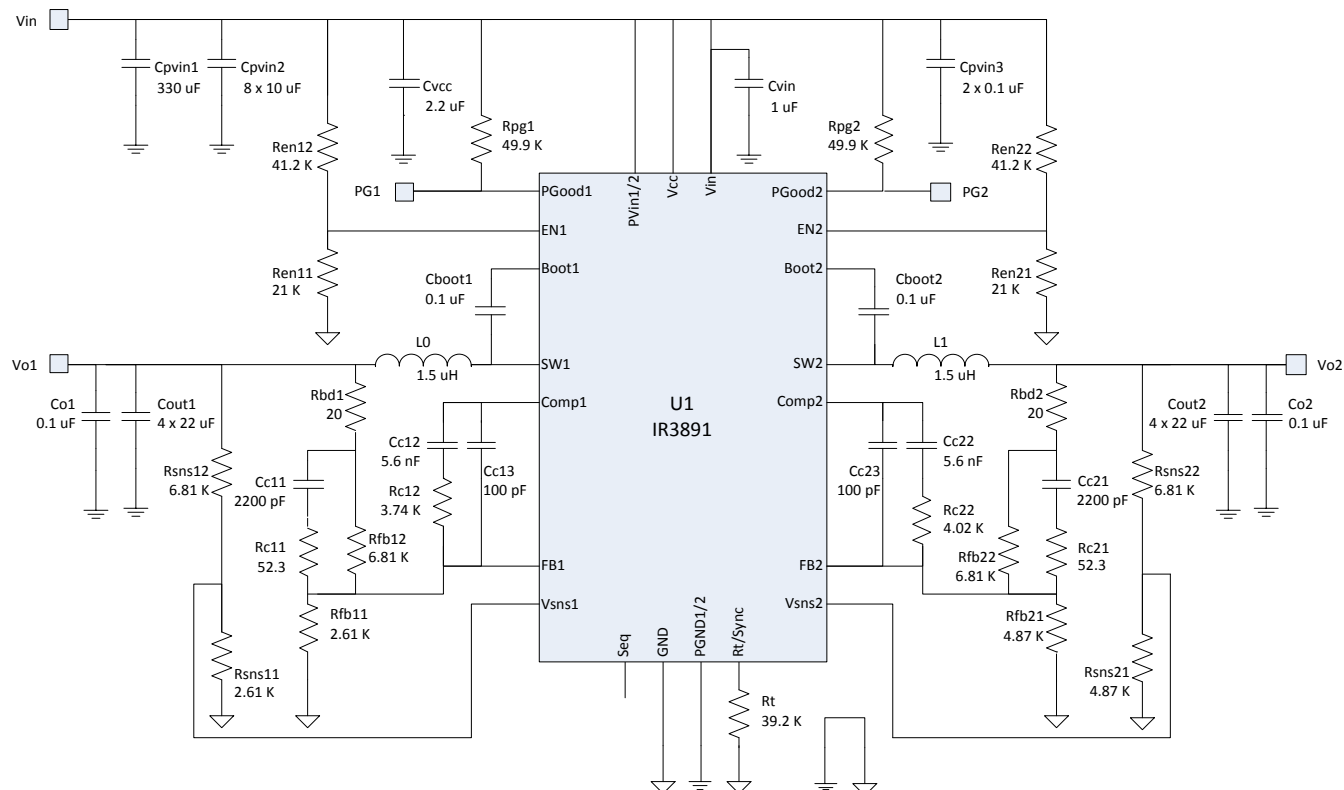 Vin
Cpvin1
330 uF
Cpvin2
8 x 10 uF
Cvcc
2.2 uF
Cvin
1 uF
Cpvin3
2 x 0.1 uF
Ren12
41.2 K
Rpg1
49.9 K
Rpg2
49.9 K
Ren22
41.2 K
PG1
PGood1
PVin1/2
Vcc
Vin
PGood2
PG2
EN1
EN2
Ren11
21 K
Cboot1
0.1 uF
Boot1
Boot2
Cboot2
0.1 uF
Ren21
21 K
Vo1
L0
1.5 uH
SW1
SW2
L1
1.5 uH
Vo2
Co1
0.1 uF
Cout1
4 x 22 uF
Rbd1
20
Comp1
U1
IR3891
Comp2
Rbd2
20
Cout2
4 x 22 uF
Co2
0.1 uF
Rsns12
6.81 K
Cc11
2200 pF
Cc12
5.6 nF
Cc13
100 pF
Rc12
3.74 K
Cc23
100 pF
Cc22
5.6 nF
Rc22
4.02 K
Cc21
2200 pF
Rsns22
6.81 K
Rc11
52.3
Rfb12
6.81 K
FB1
FB2
Rfb22
6.81 K
Rc21
52.3
Vsns1
Vsns2
Rfb11
2.61 K
Rfb21
4.87 K
Rsns11
2.61 K
Rsns21
4.87 K
Seq
GND
PGND1/2
Rt/Sync
Rt
39.2 K